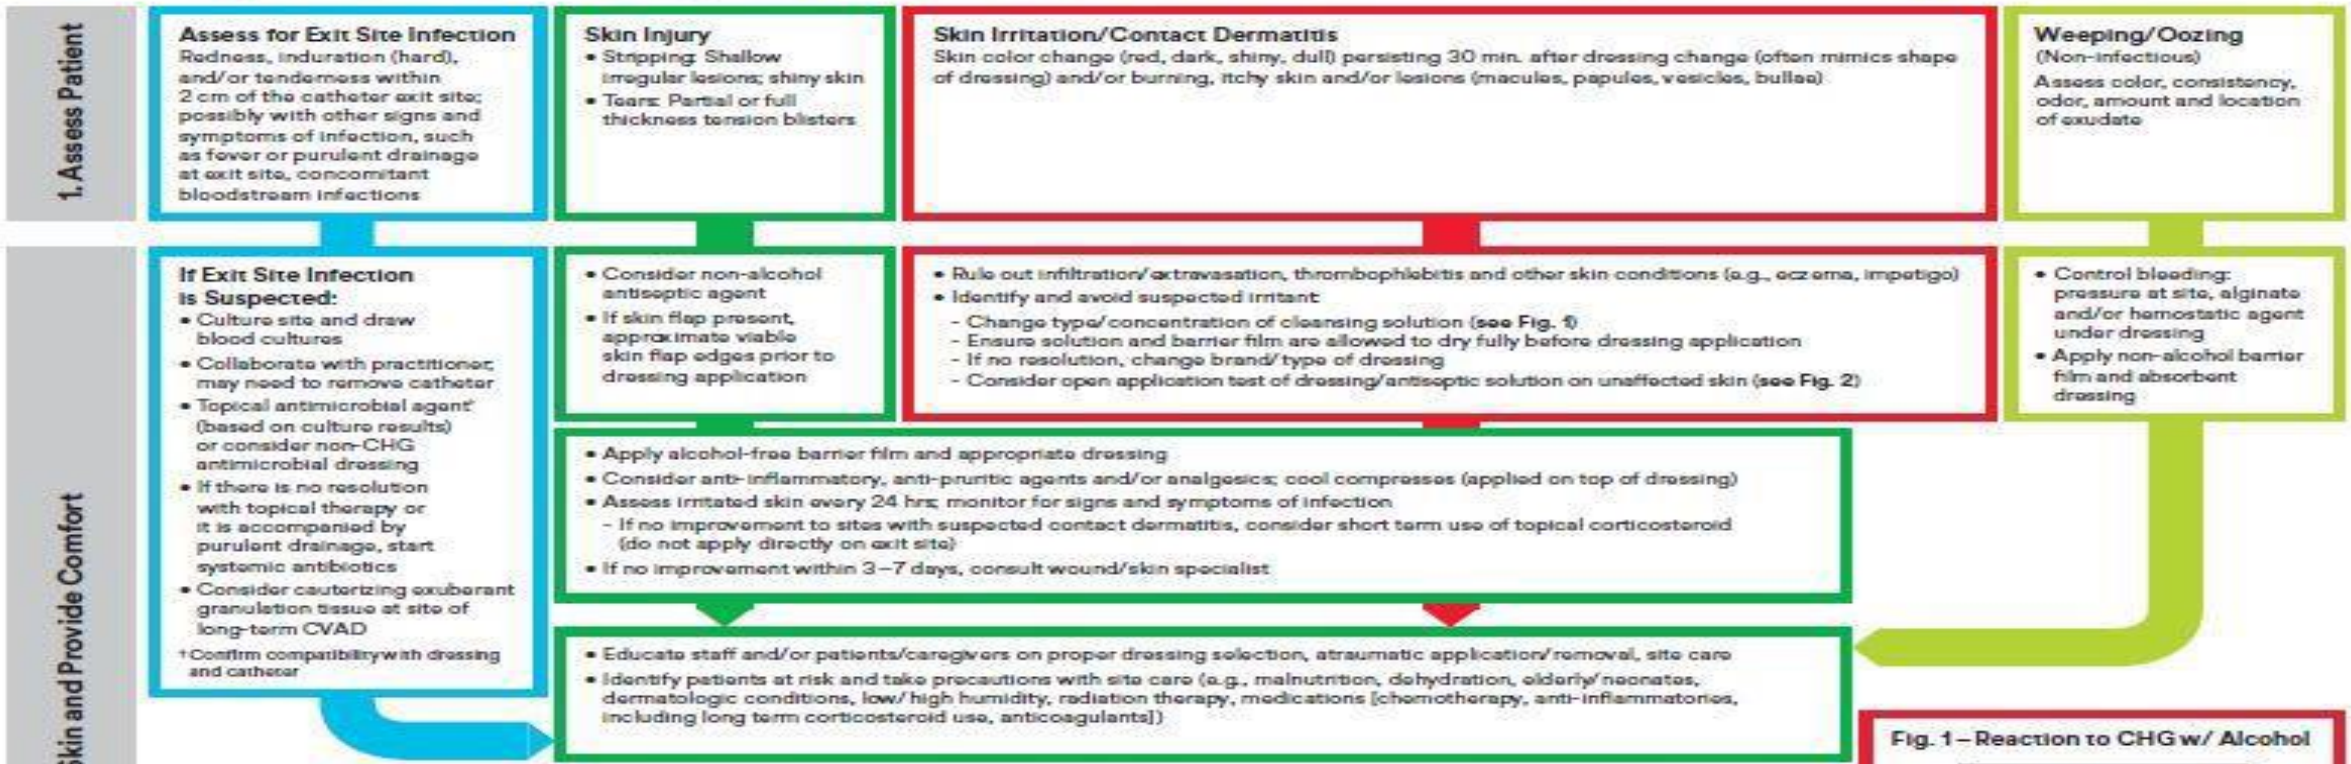 1. Assess Patient
Assess for Exit Site Infection
Redness, induration (hard),
and/or tenderness within
2 cm of the catheter exit site;
possibly with other signs and
symptoms of infection, such
as fever or purulent drainage
at exit site, concomitant
bloodstream infections
Skin Injury
• Stripping: Shallow
irregular lesions; shiny skin
• Tears: Partial or full
thickness tension blisters
Skin Irritation/Contact Dermatitis
Skin color change (red, dark, shiny, dull) persisting 30 min. after dressing change (often mimics shape
of dressing) and/or burning, itchy skin and/or lesions (macules, papules, vesicles, bullae)
Weeping/Oozing
(Non-infectious)
Assess color, consistency,
odor, amount and location
of exudate
Skin and Provide Comfort
If Exit Site Infection
is Suspected:
• Culture site and draw
blood cultures
• Collaborate with practitioner;
may need to remove catheter
• Topical antimicrobial agent†
(based on culture results)
or consider non-CHG
antimicrobial dressing
• If there is no resolution
with topical therapy or
it is accompanied by
purulent drainage, start
systemic antibiotics
• Consider cauterizing exuberant
granulation tissue at site of
long-term CVAD
†Confirm compatibility with dressing
and catheter
• Consider non-alcohol
antiseptic agent
• If skin flap present,
approximate viable
skin flap edges prior to
dressing application
• Rule out infiltration/extravasation, thrombophlebitis and other skin conditions (e.g., eczema, impetigo)
• Identify and avoid suspected irritant:
- Change type/concentration of cleansing solution (see Fig. 1)
- Ensure solution and barrier film are allowed to dry fully before dressing application
- If no resolution, change brand/type of dressing
- Consider open application test of dressing/antiseptic solution on unaffected skin (see Fig. 2)
• Control bleeding:
pressure at site, alginate
and/or hemostatic agent
under dressing
• Apply non-alcohol barrier
film and absorbent
dressing
• Apply alcohol-free barrier film and appropriate dressing
• Consider anti-inflammatory, anti-pruritic agents and/or analgesics; cool compresses (applied on top of dressing)
• Assess irritated skin every 24 hrs; monitor for signs and symptoms of infection
- If no improvement to sites with suspected contact dermatitis, consider short term use of topical corticosteroid
(do not apply directly on exit site)
• If no improvement within 3–7 days, consult wound/skin specialist
• Educate staff and/or patients/caregivers on proper dressing selection, atraumatic application/removal, site care
• Identify patients at risk and take precautions with site care (e.g., malnutrition, dehydration, elderly/neonates,
dermatologic conditions, low/high humidity, radiation therapy, medications [chemotherapy, anti-inflammatories,
including long term corticosteroid use, anticoagulants])
Fig. 1 – Reaction to CHG w/ Alcohol